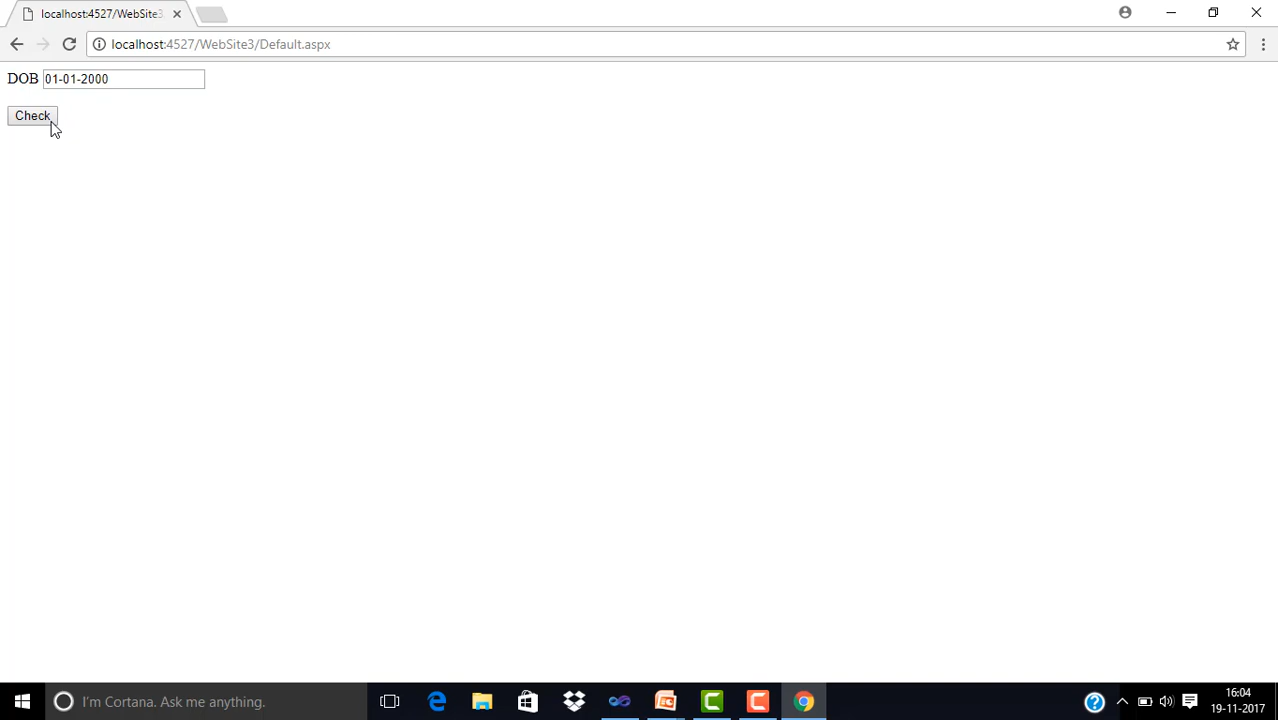 localhost:4527/WebSite3
localhost:4527/WebSite3/Default.aspx
DOB 01-01-2000
Check
I'm Cortana. Ask me anything.
16:04
19-11-2017